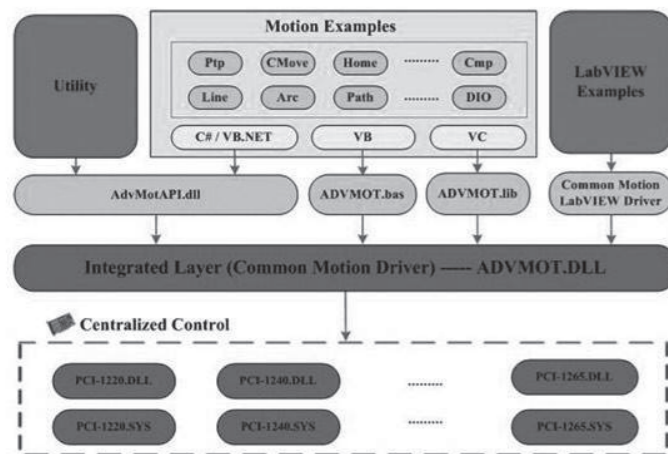 Motion Examples
Utility
Ptp CMove Home ......... Cmp
Line Arc Path ......... DIO
C# / VB.NET VB VC
LabVIEW
Examples
AdvMotAPI.dll
ADVMOT.bas
ADVMOT.lib
Common Motion
LabVIEW Driver
Integrated Layer (Common Motion Driver) ----- ADVMOT.DLL
Centralized Control
PCI-1220.DLL PCI-1240.DLL ......... PCI-1265.DLL
PCI-1220.SYS PCI-1240.SYS ......... PCI-1265.SYS